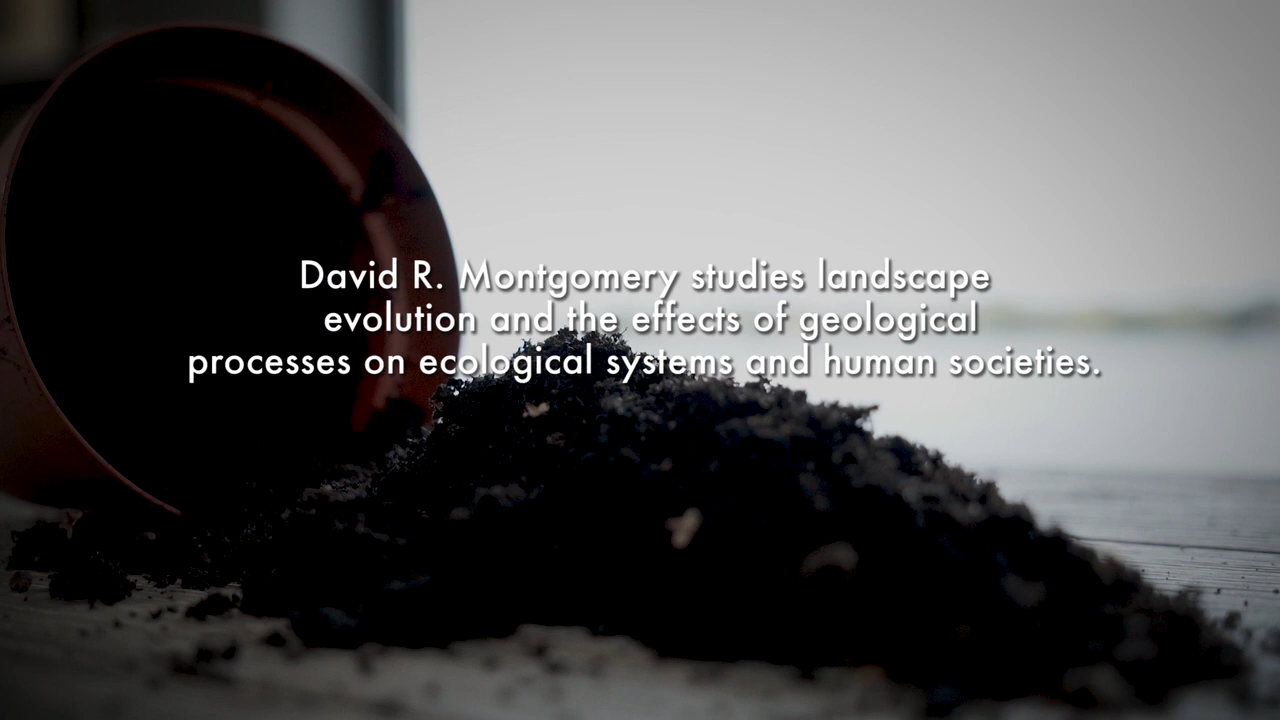 David R. Montgomery studies landscape
evolution and the effects of geological
processes on ecological systems and human societies.